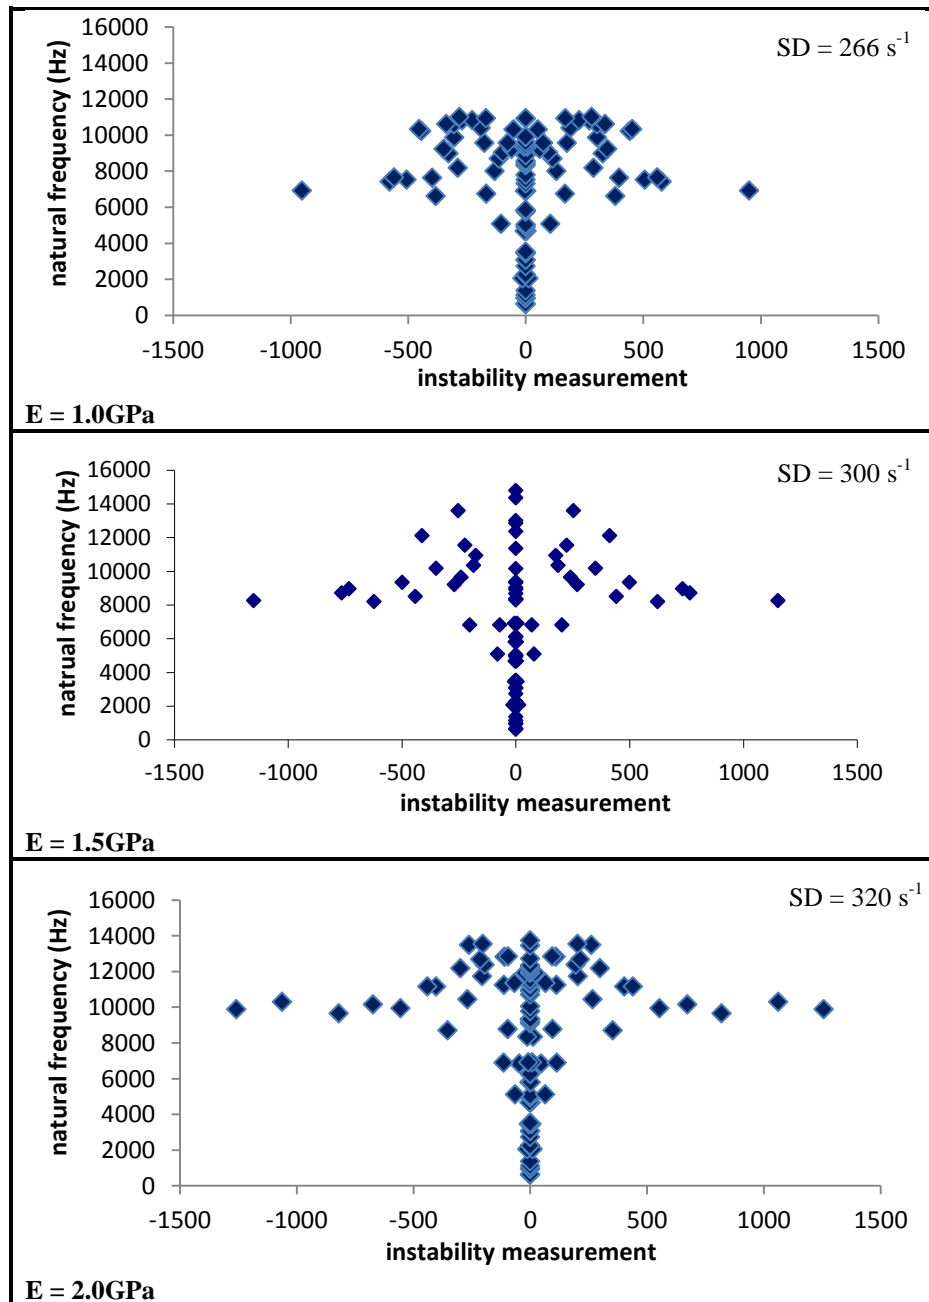 SD = 266 s-1
natural frequency (Hz)
16000
14000
12000
10000
8000
6000
4000
2000
0
-1500 -1000 -500 0 500 1000 1500
instability measurement
E = 1.0GPa
SD = 300 s-1
natrual frequency (Hz)
16000
14000
12000
10000
8000
6000
4000
2000
0
-1500 -1000 -500 0 500 1000 1500
instability measurement
E = 1.5GPa
SD = 320 s-1
natural frequency (Hz)
16000
14000
12000
10000
8000
6000
4000
2000
0
-1500 -1000 -500 0 500 1000 1500
instability measurement
E = 2.0GPa